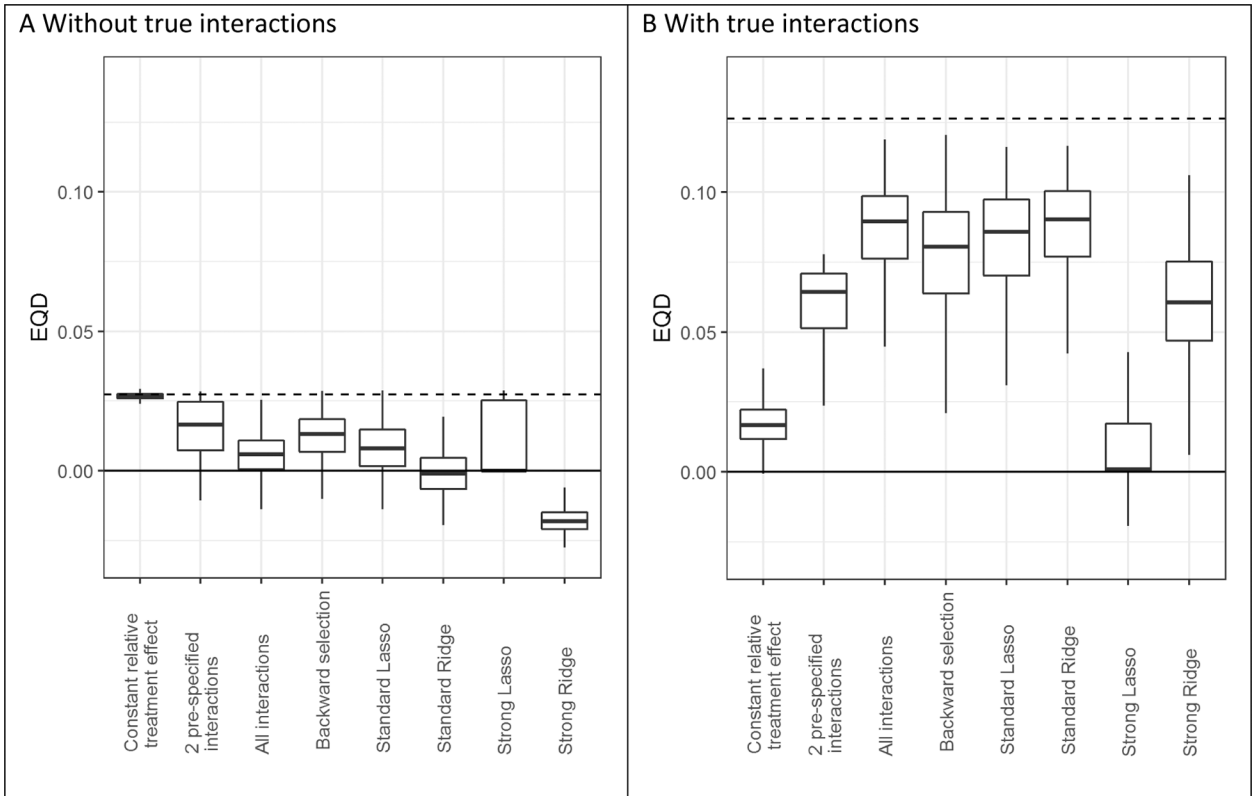 A Without true interactions
EQD
0.10
0.05
0.00
Constant relative
treatment effect
2 pre-specified
interactions
All interactions
Backward selection
Standard Lasso
Standard Ridge
Strong Lasso
Strong Ridge
B With true interactions
EQD
0.10
0.05
0.00
Constant relative
treatment effect
2 pre-specified
interactions
All interactions
Backward selection
Standard Lasso
Standard Ridge
Strong Lasso
Strong Ridge